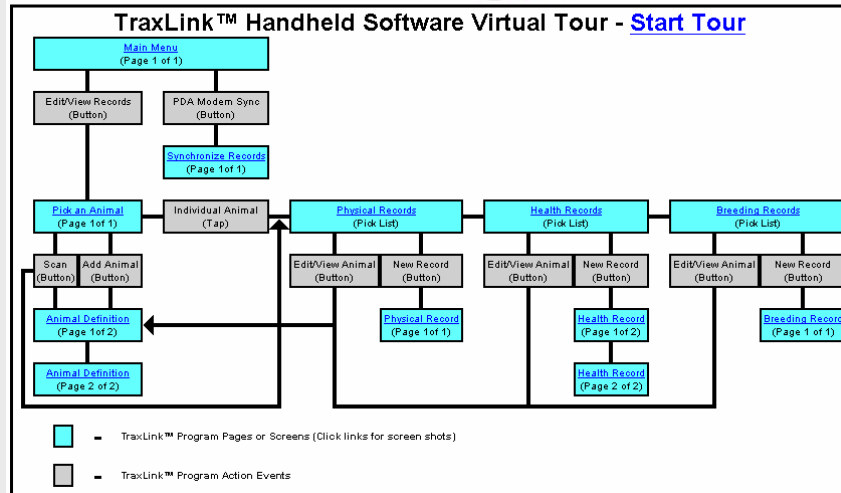 TraxLink™ Handheld Software Virtual Tour - Start Tour
Main Menu
(Page 1 of 1)
Edit/View Records
(Button)
PDA Modem Sync
(Button)
Synchronize Records
(Page 1of 1)
Pick an Animal
(Page 1of 1)
Individual Animal
(Tap)
Physical Records
(Pick List)
Health Records
(Pick List)
Breeding Records
(Pick List)
Scan
(Button)
Add Animal
(Button)
Edit/View Animal
(Button)
New Record
(Button)
Edit/View Animal
(Button)
New Record
(Button)
Edit/View Animal
(Button)
New Record
(Button)
Animal Definition
(Page 1of 2)
Physical Record
(Page 1of 1)
Health Record
(Page 1of 2)
Breeding Record
(Page 1 of 1)
Animal Definition
(Page 2 of 2)
Health Record
(Page 2 of 2)
- TraxLink™ Program Pages or Screens (Click links for screen shots)
- TraxLink™ Program Action Events